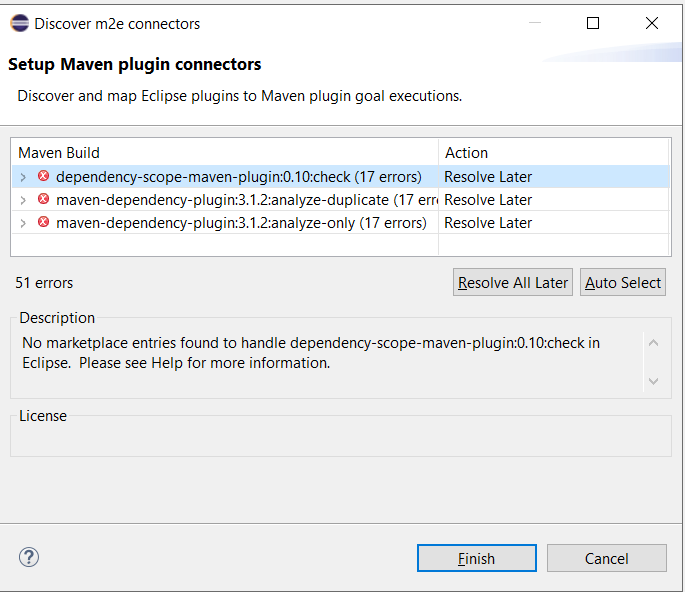 Discover m2e connectors
Setup Maven plugin connectors
Discover and map Eclipse plugins to Maven plugin goal executions.
Maven Build Action
dependency-scope-maven-plugin:0.10:check (17 errors) Resolve Later
maven-dependency-plugin:3.1.2:analyze-duplicate (17 err Resolve Later
maven-dependency-plugin:3.1.2:analyze-only (17 errors) Resolve Later
51 errors Resolve All Later Auto Select
Description
No marketplace entries found to handle dependency-scope-maven-plugin:0.10:check in
Eclipse. Please see Help for more information.
License
? Finish Cancel